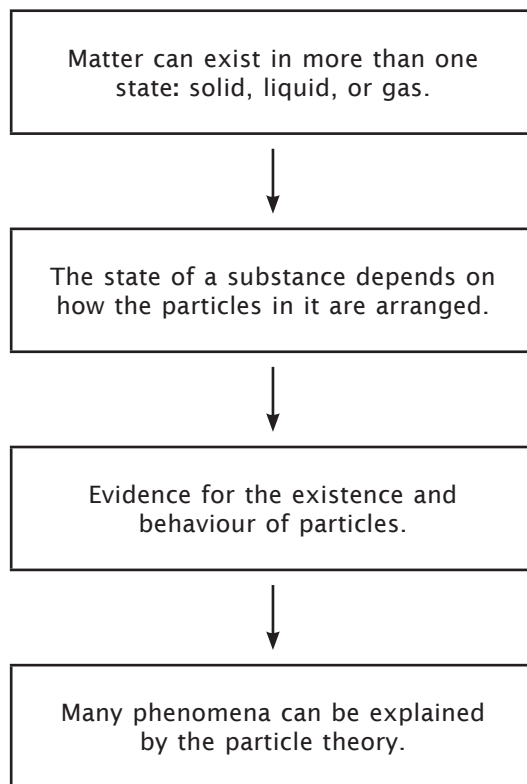 Matter can exist in more than one
state: solid, liquid, or gas.
The state of a substance depends on
how the particles in it are arranged.
Evidence for the existence and
behaviour of particles.
Many phenomena can be explained
by the particle theory.